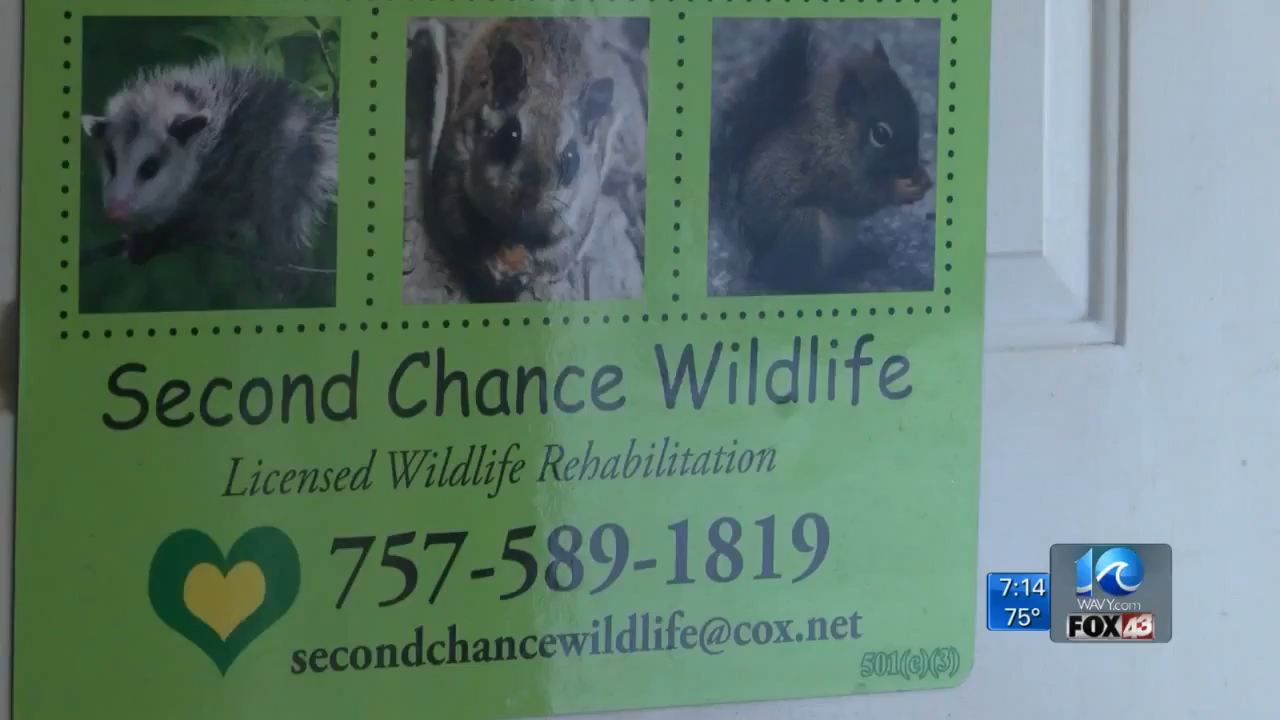 Second Chance Wildlife
Licensed Wildlife Rehabilitation
757-589-1819
secondchancewildlife@cox.net
501(c)(3)
7:14
75°
10
WAVY.com
FOX 43